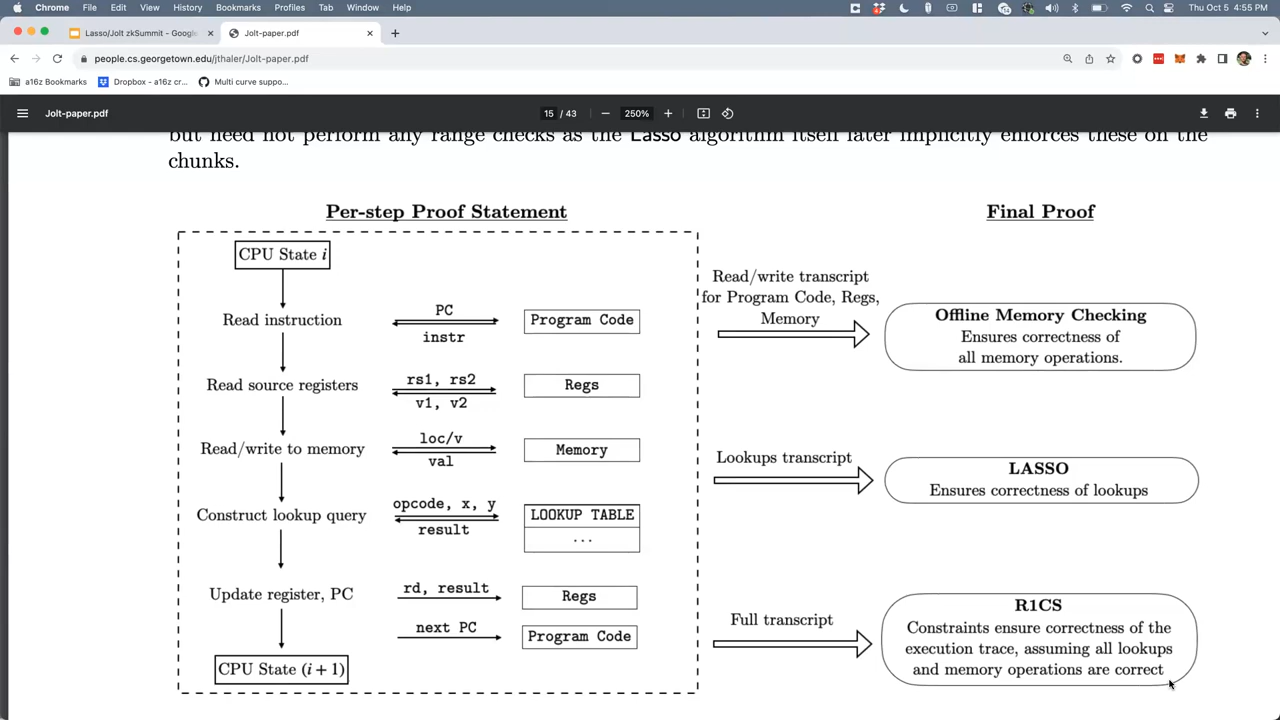 Chrome File Edit View History Bookmarks Profiles Tab Window Help Thu Oct 5 4:55 PM
Lasso/Jolt zkSummit - Google Jolt-paper.pdf
people.cs.georgetown.edu/jthaler/Jolt-paper.pdf
a16z Bookmarks Dropbox - a16z cr... Multi curve suppo...
Jolt-paper.pdf 15 / 43 250%
but need not perform any range checks as the Lasso algorithm itself later implicitly enforces these on the
chunks.
Per-step Proof Statement
CPU State i
Read instruction
PC
instr
Program Code
Read source registers
rs1, rs2
v1, v2
Regs
Read/write to memory
loc/v
val
Memory
Construct lookup query
opcode, x, y
result
LOOKUP TABLE
...
Update register, PC
rd, result
Regs
next PC
Program Code
CPU State (i + 1)
Final Proof
Read/write transcript
for Program Code, Regs,
Memory
Offline Memory Checking
Ensures correctness of
all memory operations.
Lookups transcript
LASSO
Ensures correctness of lookups
Full transcript
R1CS
Constraints ensure correctness of the
execution trace, assuming all lookups
and memory operations are correct